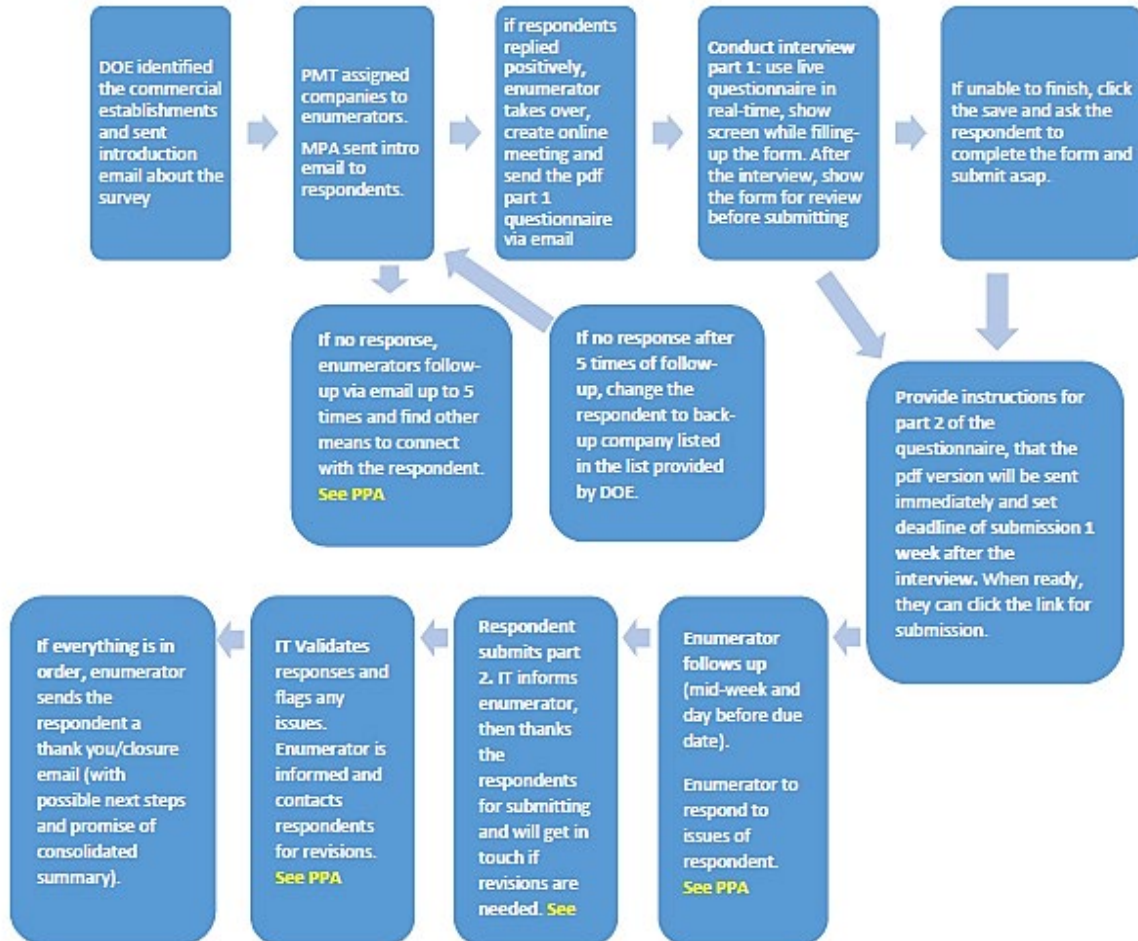 DOE identified
the commercial
establishments
and sent
introduction
email about the
survey
PMT assigned
companies to
enumerators.
MPA sent intro
email to
respondents.
if respondents
replied
positively,
enumerator
takes over,
create online
meeting and
send the pdf
part 1
questionnaire
via email
Conduct interview
part 1: use live
questionnaire in
real-time, show
screen while filling-
up the form. After
the interview, show
the form for review
before submitting
If unable to finish, click
the save and ask the
respondent to
complete the form and
submit asap.
If no response,
enumerators follow-
up via email up to 5
times and find other
means to connect
with the respondent.
See PPA
If no response after
5 times of follow-
up, change the
respondent to back-
up company listed
in the list provided
by DOE.
Provide instructions for
part 2 of the
questionnaire, that the
pdf version will be sent
immediately and set
deadline of submission 1
week after the
interview. When ready,
they can click the link for
submission.
Enumerator
follows up
(mid-week and
day before due
date).
Enumerator to
respond to
issues of
respondent.
See PPA
Respondent
submits part
2. IT informs
enumerator,
then thanks
the
respondents
for submitting
and will get in
touch if
revisions are
needed. See
IT Validates
responses and
flags any
issues.
Enumerator is
informed and
contacts
respondents
for revisions.
See PPA
If everything is in
order, enumerator
sends the
respondent a
thank you/closure
email (with
possible next steps
and promise of
consolidated
summary).